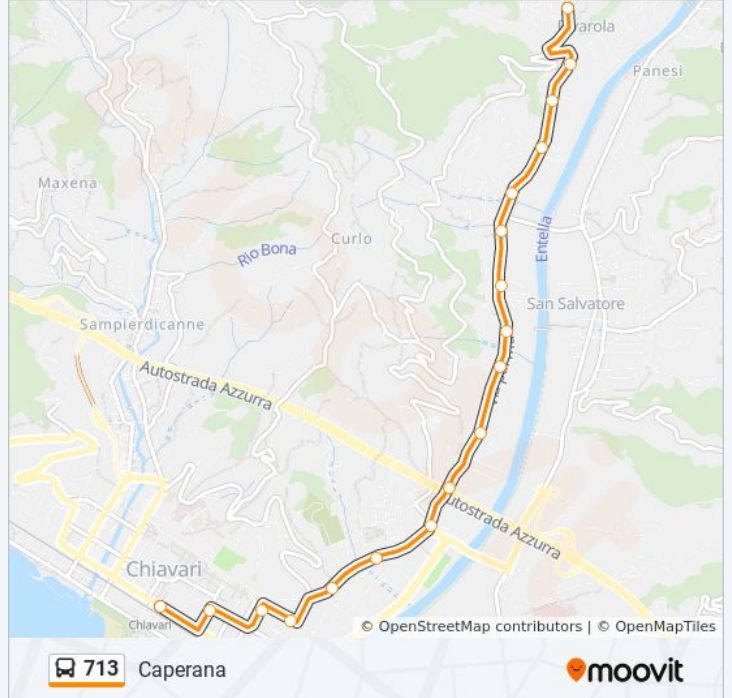 Panesi
Maxena
Entella
Curlo
Rio Bona
San Salvatore
Sampierdicanne
Autostrada Azzurra
Autostrada Azzurra
Chiavari
Chiavari
© OpenStreetMap contributors | © OpenMapTiles
713 Caperana
moovit